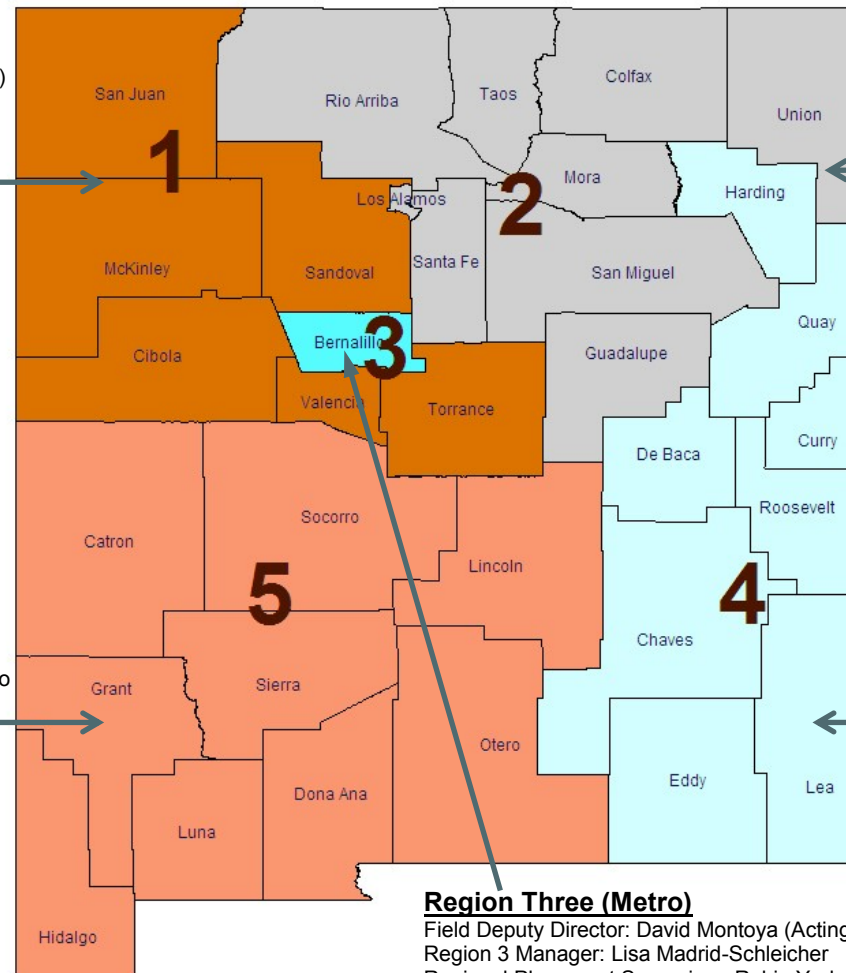 )
San Juan
Rio Arriba
Taos
Colfax
Union
1
2
Mora
Harding
Los Alamos
McKinley
Sandoval
Santa Fe
San Miguel
Quay
Bernalillo
3
Cibola
Guadalupe
Valencia
Torrance
Curry
De Baca
Roosevelt
Socorro
Catron
Lincoln
5
4
Chaves
o
Grant
Sierra
Otero
Eddy
Lea
Dona Ana
Luna
Hidalgo
Region Three (Metro)
Field Deputy Director: David Montoya (Acting
Region 3 Manager: Lisa Madrid-Schleicher